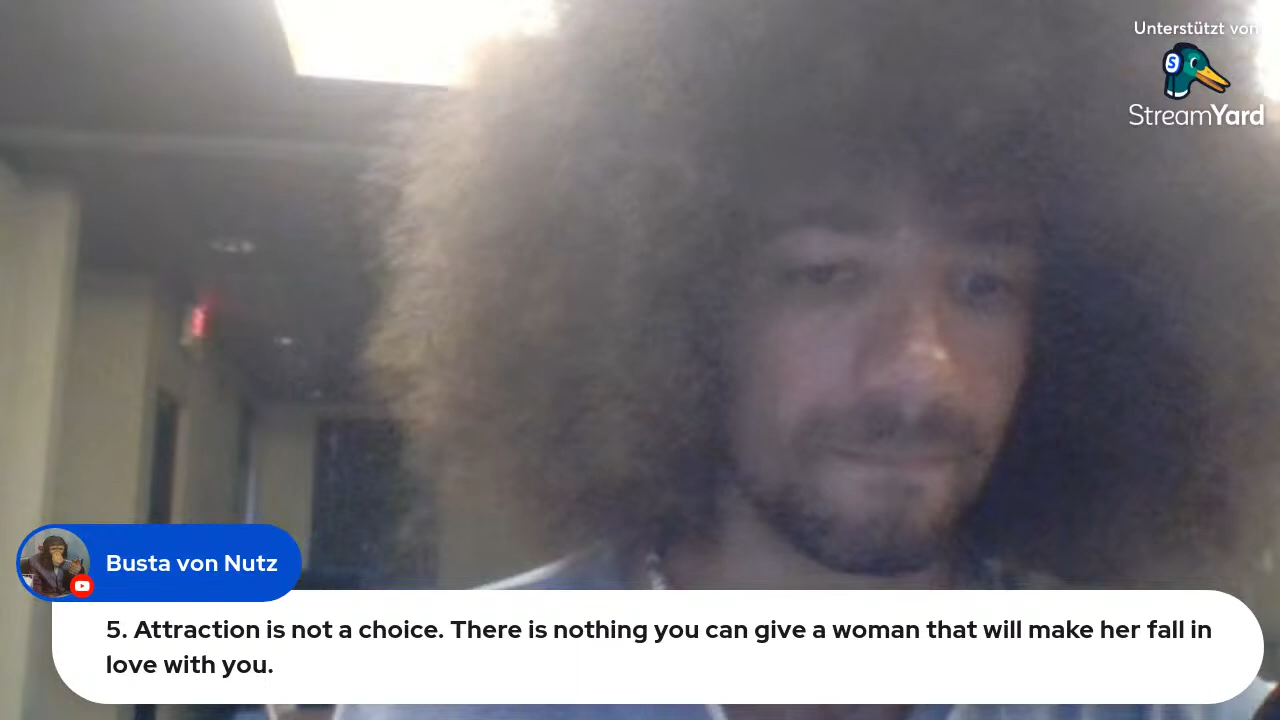 Unterstützt von
StreamYard
Busta von Nutz
5. Attraction is not a choice. There is nothing you can give a woman that will make her fall in
love with you.